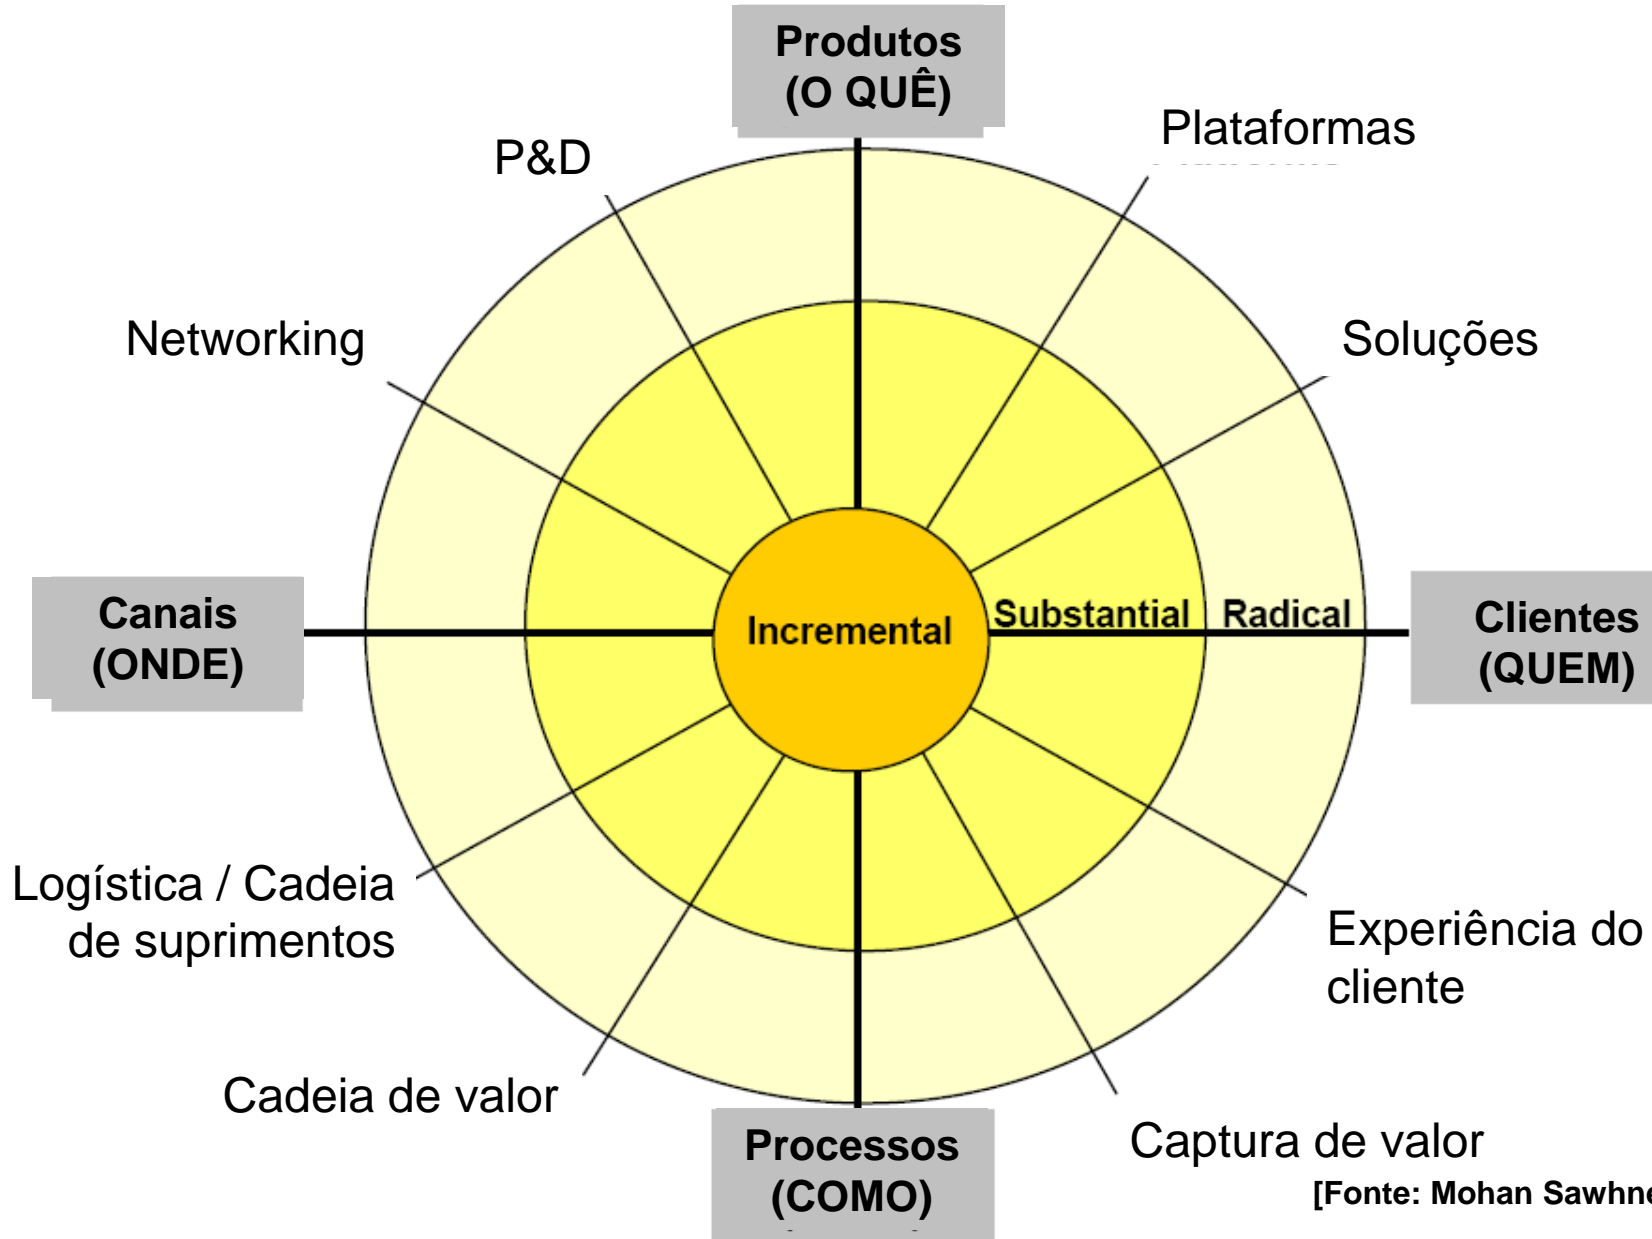 Produtos
(O QUÊ)
P&D
Plataformas
Networking
Soluções
Canais
(ONDE)
Incremental
Substantial
Radical
Clientes
(QUEM)
Logística / Cadeia
de suprimentos
Experiência do
cliente
Cadeia de valor
Captura de valor
Processos
(COMO)
[Fonte: Mohan Sawhne